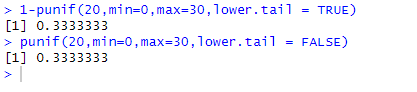 > 1-punif(20,min=0,max=30,lower.tail = TRUE)
[1] 0.3333333
> punif(20,min=0,max=30,lower.tail = FALSE)
[1] 0.3333333
>